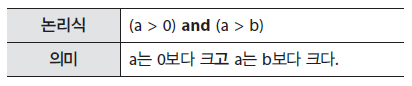 논리식 (a > 0) and (a > b)
의미 a는 0보다 크고 a는 b보다 크다.